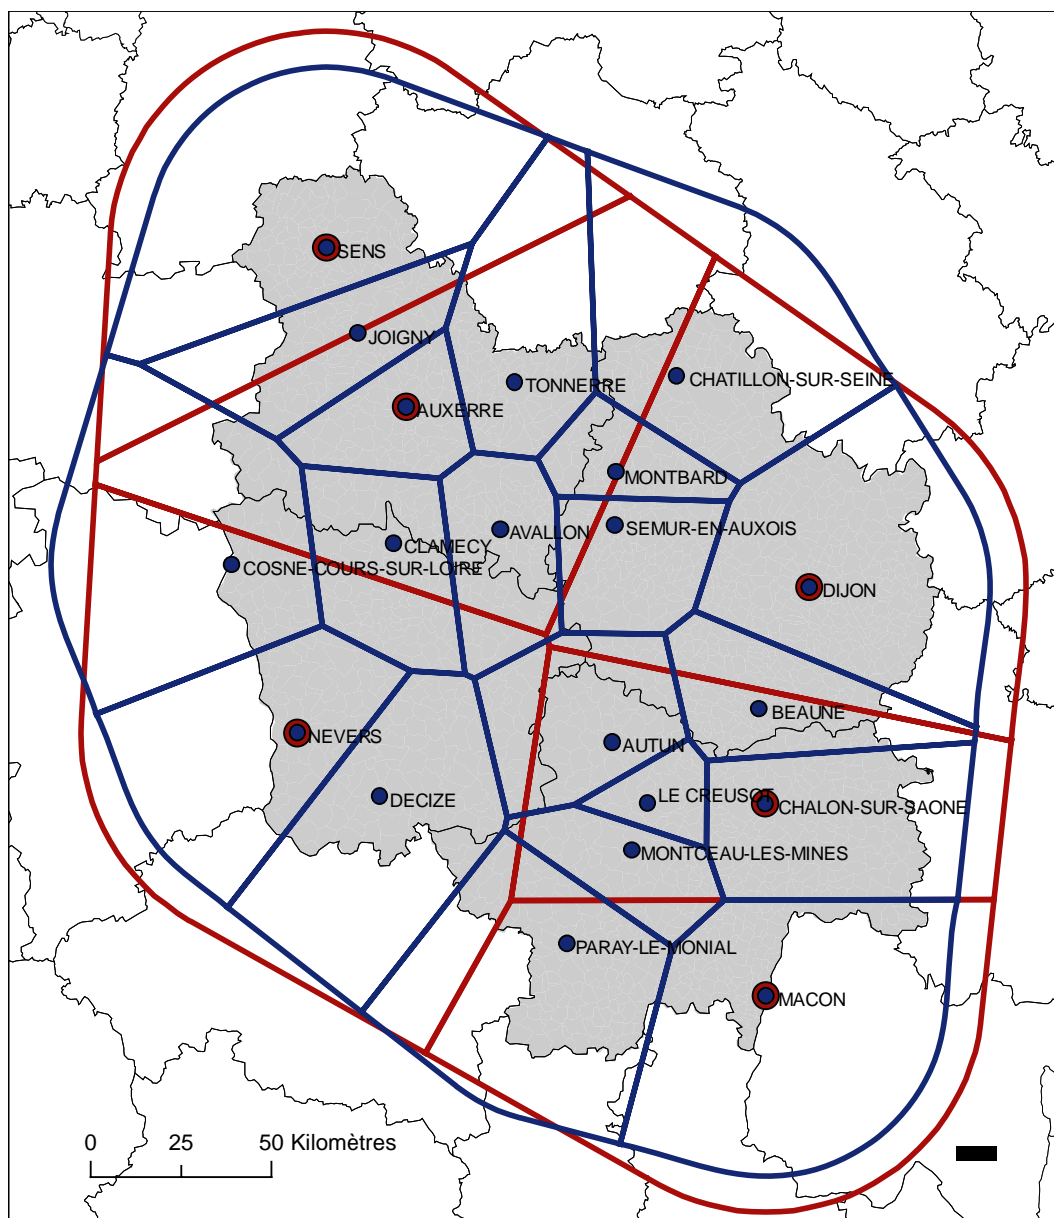 SENS
JOIGNY
TONNERRE
CHATILLON-SUR-SEINE
AUXERRE
MONTBARD
SEMUR-EN-AUXOIS
AVALLON
CLAMECY
COSNE-COURS-SUR-LOIRE
DIJON
BEAUNE
NEVERS
AUTUN
DECIZE
LE CREUSOT
CHALON-SUR-SAONE
MONTCEAU-LES-MINES
PARAY-LE-MONIAL
MACON
0 25 50 Kilomètres